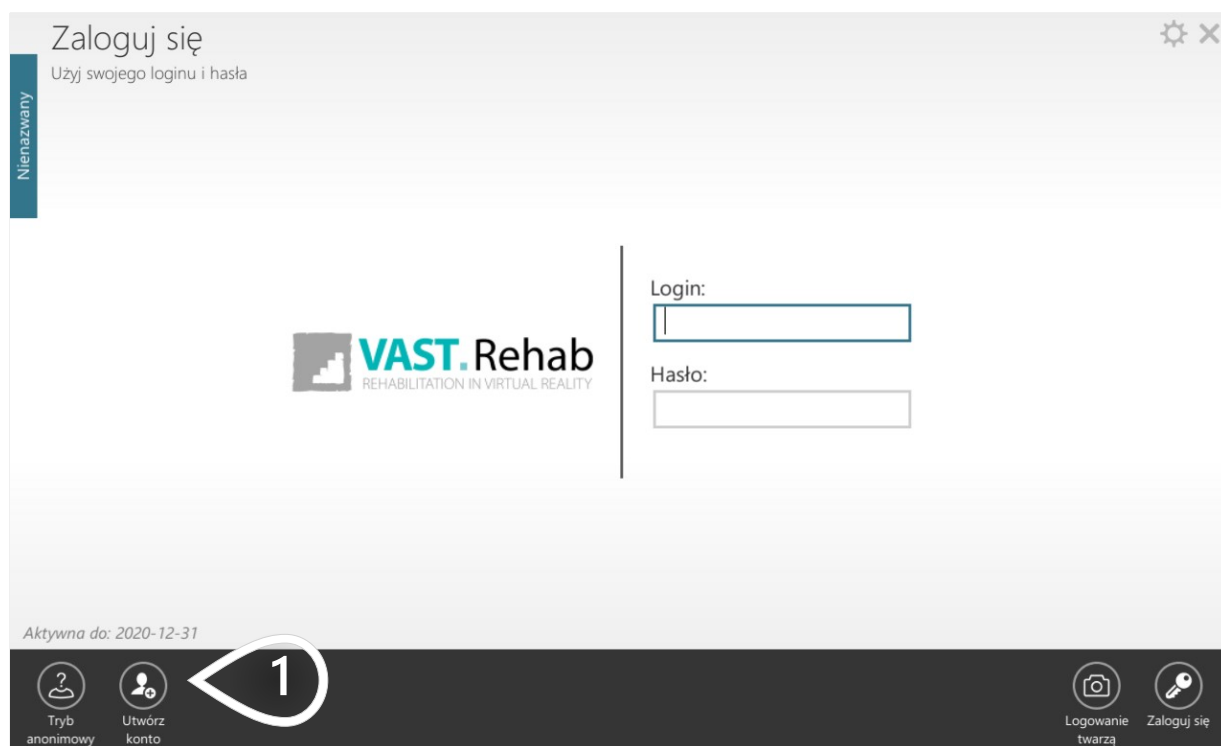 Zaloguj się
Użyj swojego loginu i hasła
Nienazwany
VAST.Rehab
REHABILITATION IN VIRTUAL REALITY
Login:
Hasło:
Aktywna do: 2020-12-31
1
Tryb
anonimowy
Utwórz
konto
Logowanie
twarzą
Zaloguj się